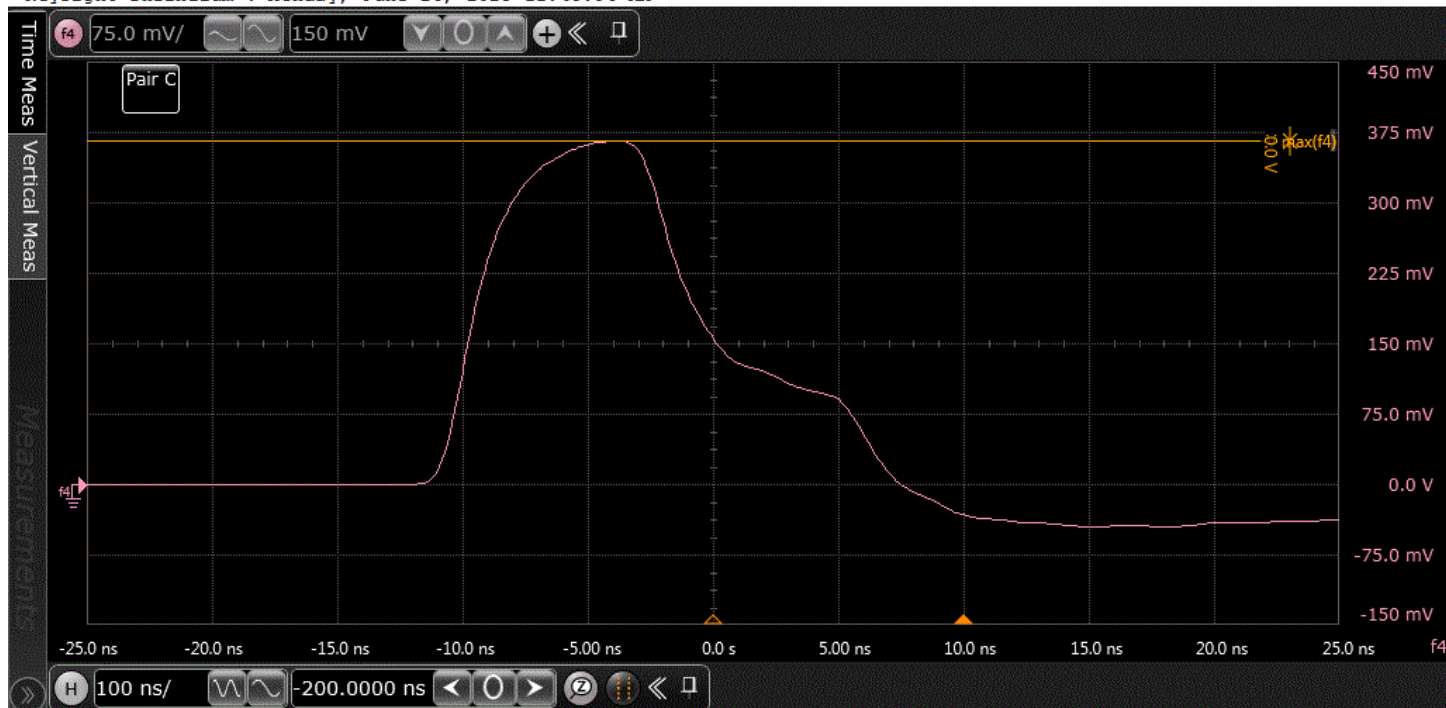 f4 75.0 mV/ 150 mV
Time Meas
Vertical Meas
Measurements
Pair C
450 mV
375 mV
max(f4)
0.0 V
300 mV
225 mV
150 mV
75.0 mV
f4
0.0 V
-75.0 mV
-150 mV
-25.0 ns -20.0 ns -15.0 ns -10.0 ns -5.00 ns 0.0 s 5.00 ns 10.0 ns 15.0 ns 20.0 ns 25.0 ns f4
H 100 ns/ -200.0000 ns Z